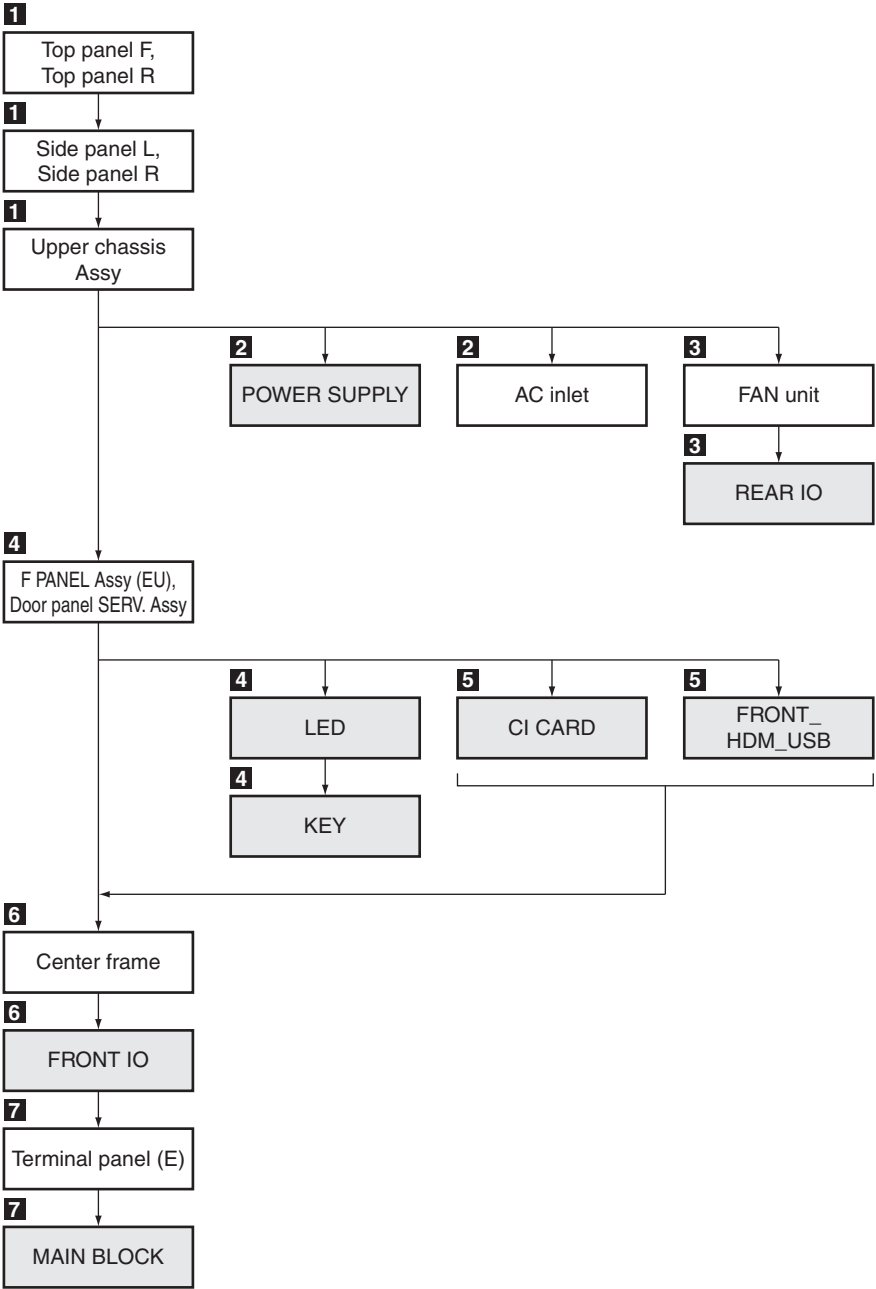 1
Top panel F,
Top panel R
1
Side panel L,
Side panel R
1
Upper chassis
Assy
2
POWER SUPPLY
2
AC inlet
3
FAN unit
3
REAR IO
4
F PANEL Assy (EU),
Door panel SERV. Assy
4
LED
5
CI CARD
5
FRONT_
HDM_USB
4
KEY
6
Center frame
6
FRONT IO
7
Terminal panel (E)
7
MAIN BLOCK